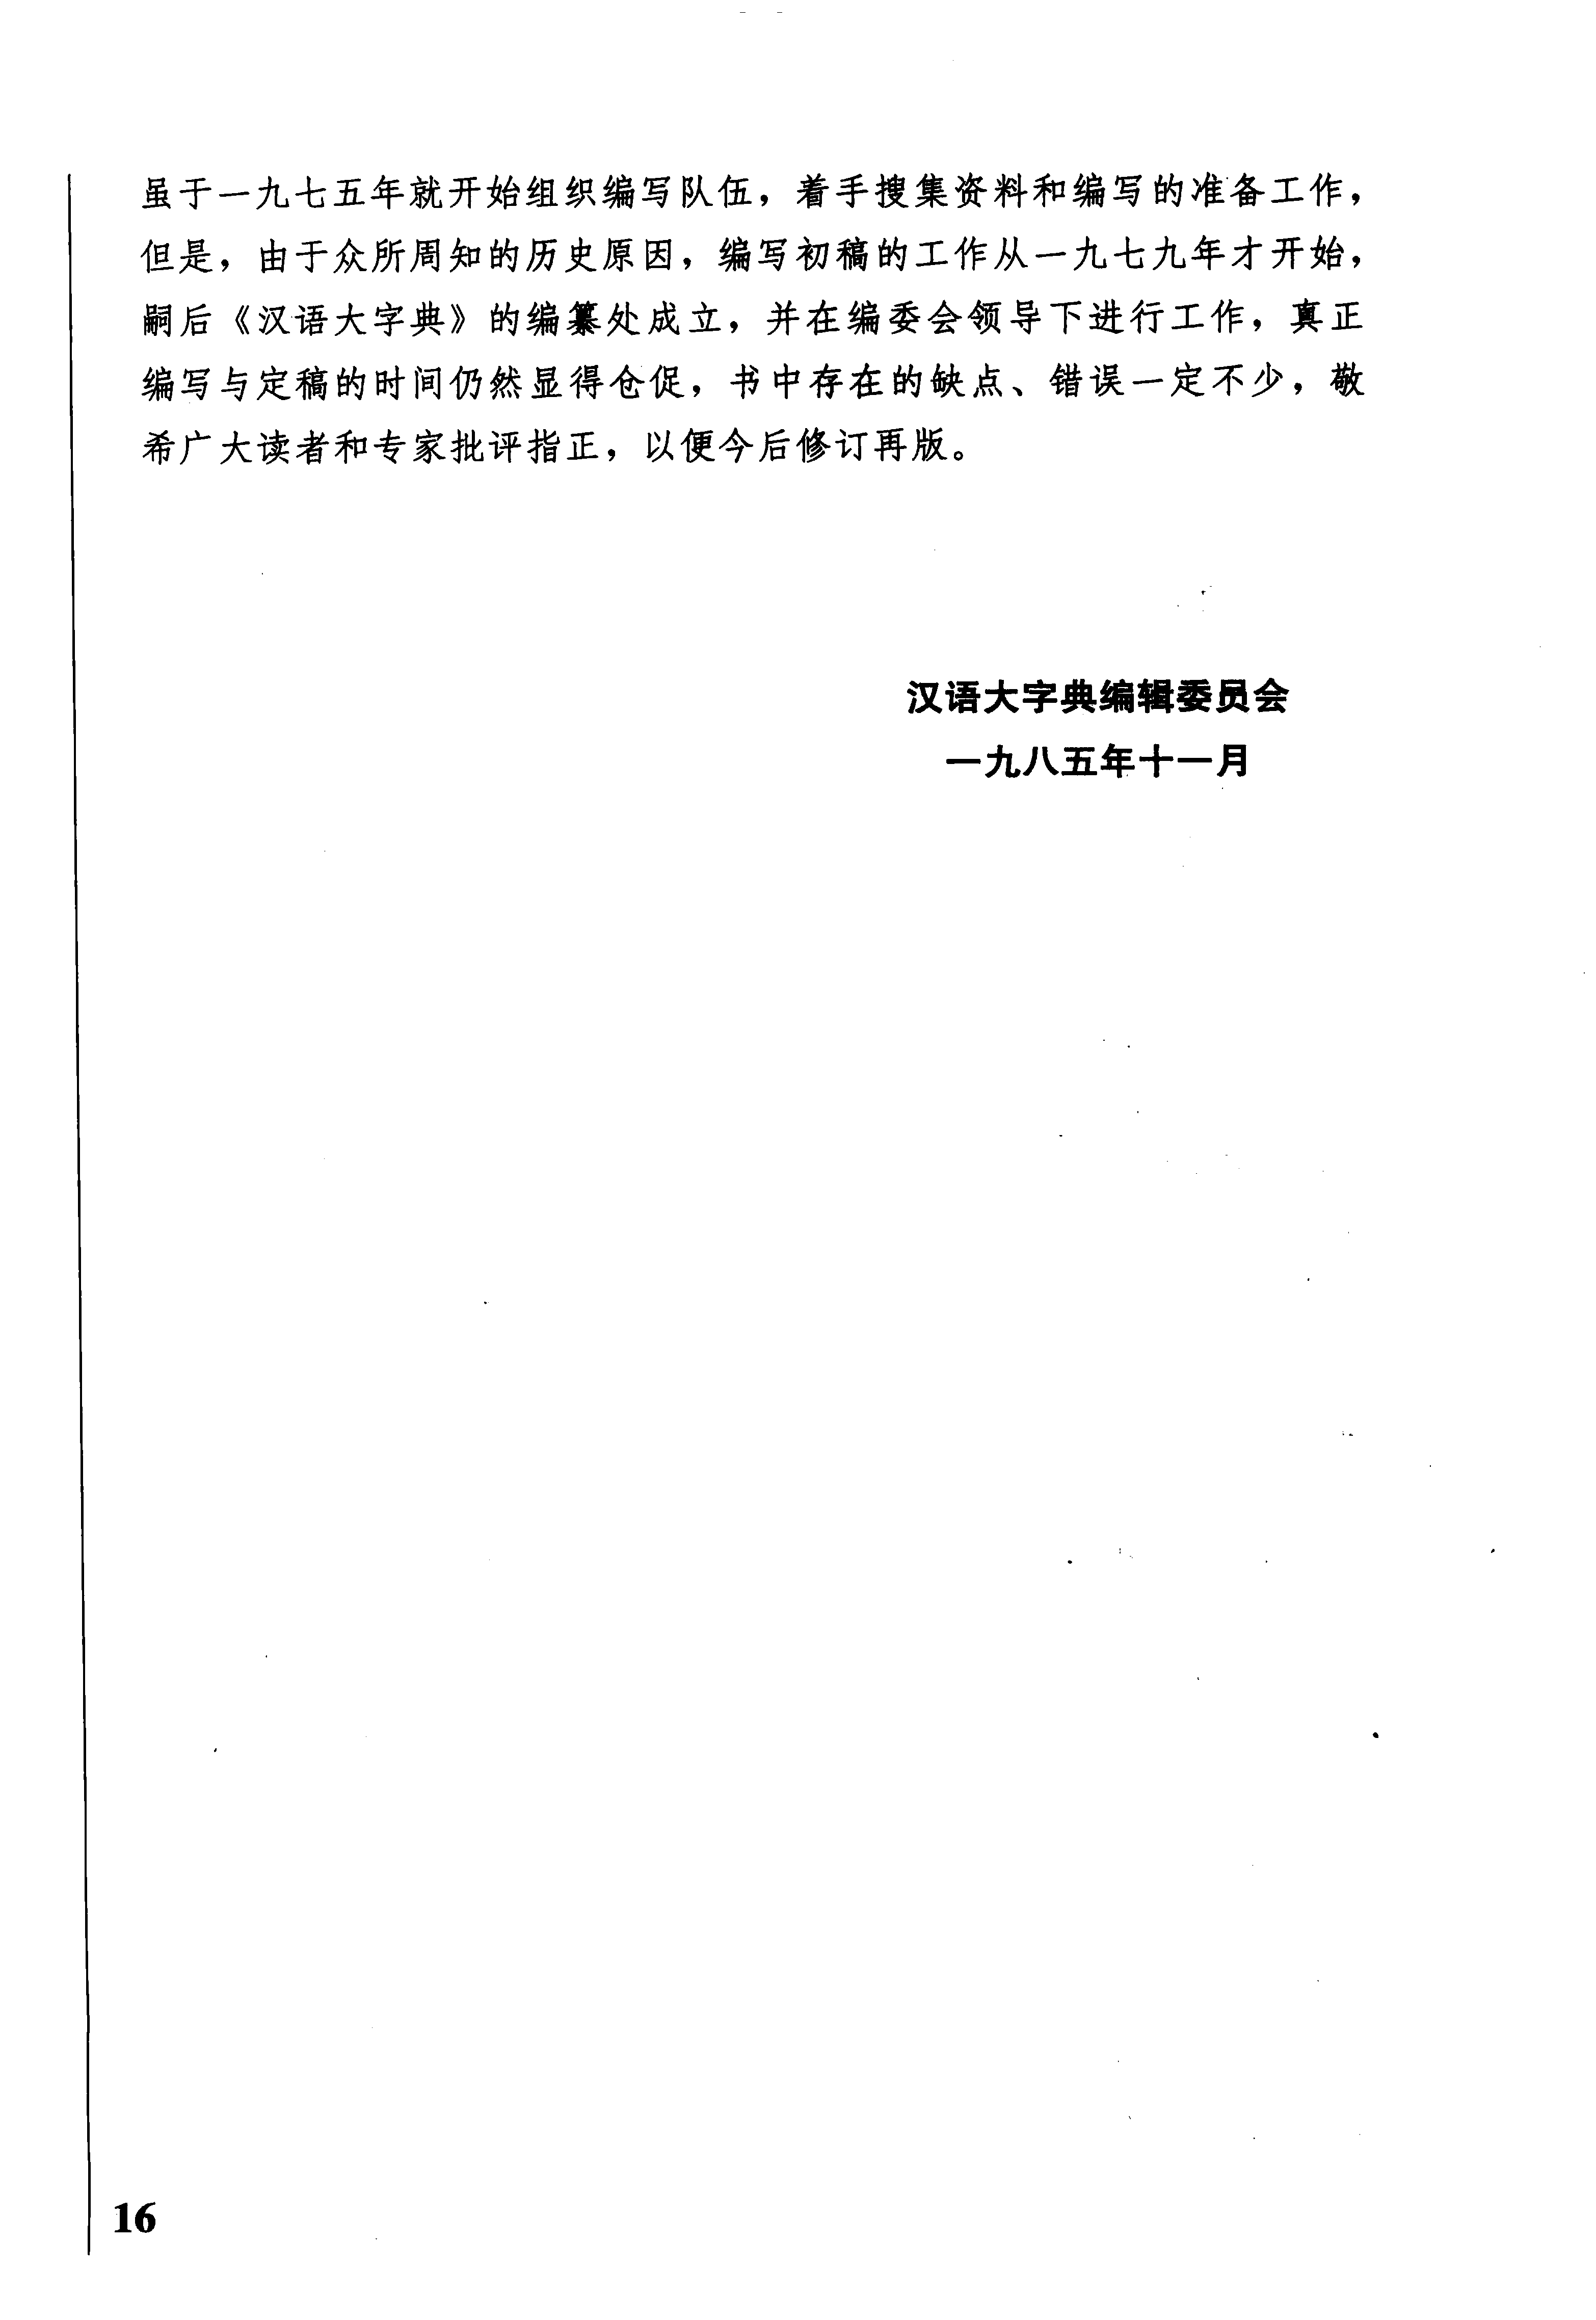 虽于一九七五年就开始组织编写队伍，着手搜集资料和编写的准备工作，
但是，由于众所周知的历史原因，编写初稿的工作从一九七九年才开始，
嗣后《汉语大字典》的编纂处成立，并在编委会领导下进行工作，真正
编写与定稿的时间仍然显得仓促，书中存在的缺点、错误一定不少，敬
希广大读者和专家批评指正，以便今后修订再版。
汉语大字典编辑委员会
一九八五年十一月
16